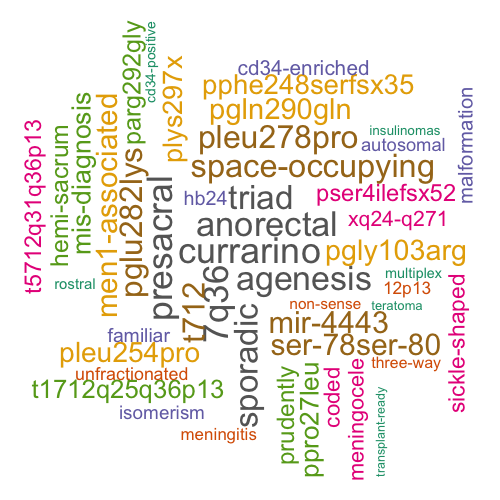 cd34-enriched
pphe248serfsx35
pgln290gln
pleu278pro
insulinomas
autosomal
space-occupying
hb24
triad
pser4ilefsx52
anorectal
xq24-q271
currarino
pgly103arg
agenesis
multiplex
12p13
non-sense
teratoma
mir-4443
ser-78ser-80
three-way
familiar
pleu254pro
unfractionated
t1712q25q36p13
isomerism
meningitis
t5712q31q36p13
hemi-sacrum
mis-diagnosis
rostral
men1-associated
parg292gly
pglu282lys
cd34-positive
plys297x
presacral
t712
7q36
sporadic
prudently
ppro27leu
coded
meningocele
transplant-ready
sickle-shaped
malformation